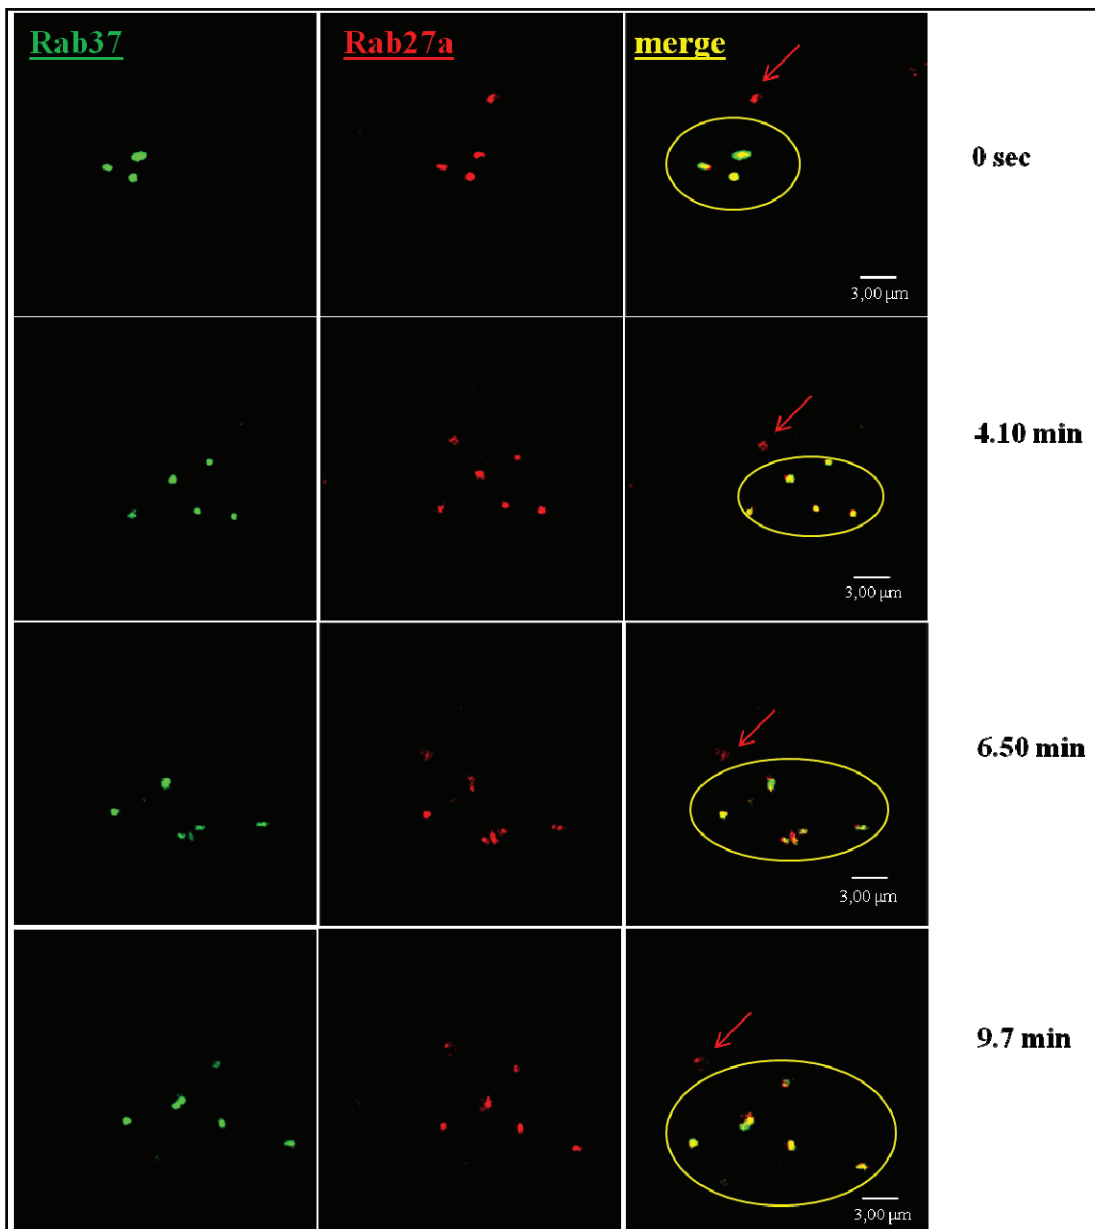 Rab37 Rab27a merge
0 sec
3,00 µm
4.10 min
3,00 µm
6.50 min
3,00 µm
9.7 min
3,00 µm